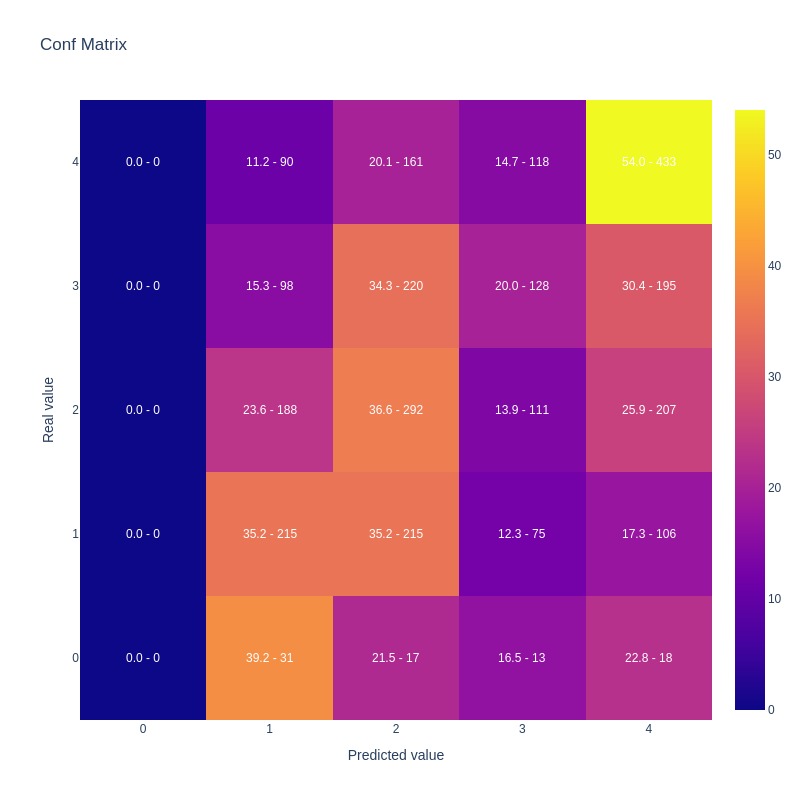 Conf Matrix
4 0.0 - 0 11.2 - 90 20.1 - 161 14.7 - 118 54.0 - 433
3 0.0 - 0 15.3 - 98 34.3 - 220 20.0 - 128 30.4 - 195
2 0.0 - 0 23.6 - 188 36.6 - 292 13.9 - 111 25.9 - 207
1 0.0 - 0 35.2 - 215 35.2 - 215 12.3 - 75 17.3 - 106
0 0.0 - 0 39.2 - 31 21.5 - 17 16.5 - 13 22.8 - 18
0 1 2 3 4
Predicted value
Real value
50
40
30
20
10
0